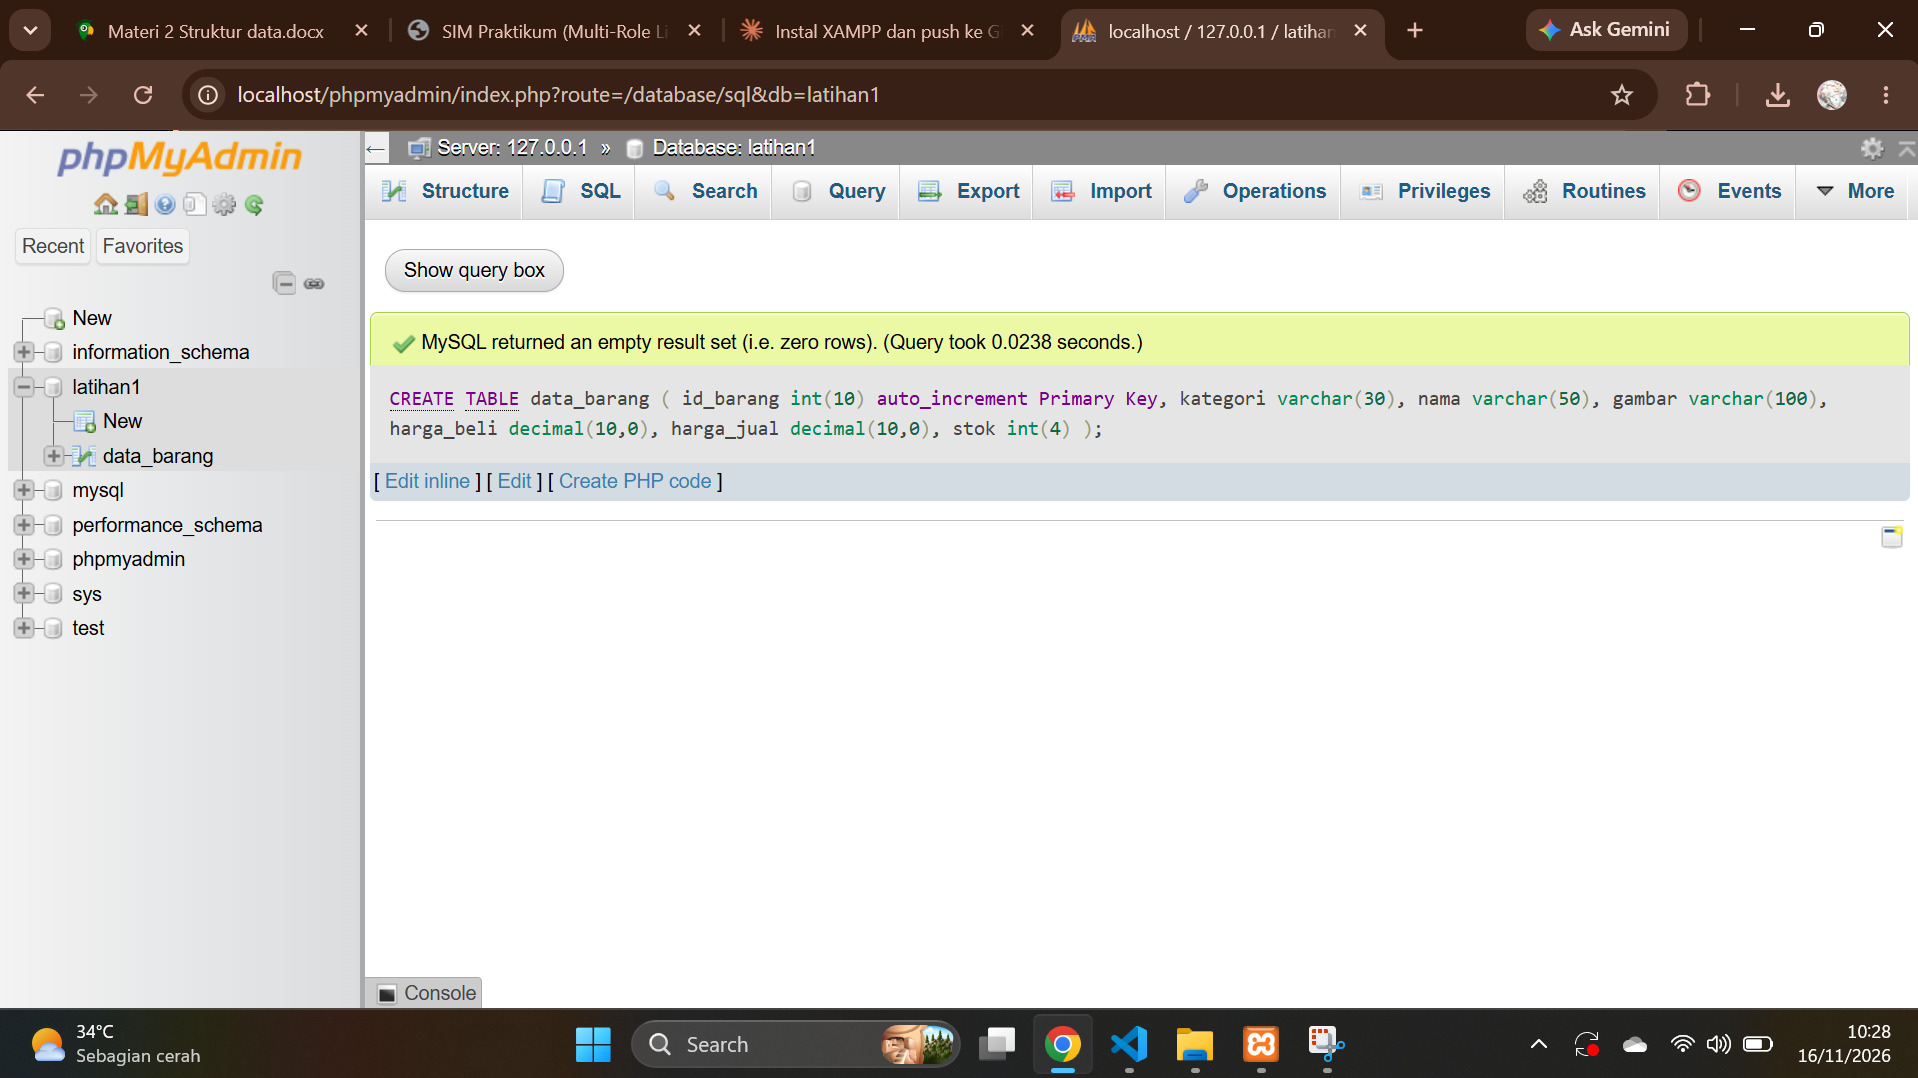 Materi 2 Struktur data.docx
SIM Praktikum (Multi-Role Li
Instal XAMPP dan push ke G
localhost / 127.0.0.1 / latihan
Ask Gemini
localhost/phpmyadmin/index.php?route=/database/sql&db=latihan1
phpMyAdmin
Recent
Favorites
New
information_schema
latihan1
New
data_barang
mysql
performance_schema
phpmyadmin
sys
test
Server: 127.0.0.1 » Database: latihan1
Structure
SQL
Search
Query
Export
Import
Operations
Privileges
Routines
Events
More
Show query box
MySQL returned an empty result set (i.e. zero rows). (Query took 0.0238 seconds.)
CREATE TABLE data_barang ( id_barang int(10) auto_increment Primary Key, kategori varchar(30), nama varchar(50), gambar varchar(100),
harga_beli decimal(10,0), harga_jual decimal(10,0), stok int(4) );
[ Edit inline ] [ Edit ] [ Create PHP code ]
Console
34°C
Sebagian cerah
Search
10:28
16/11/2026